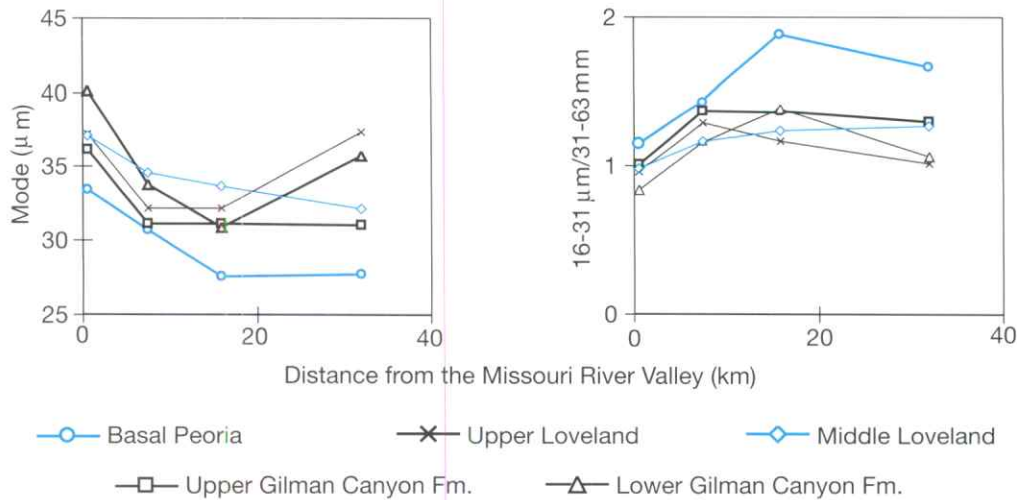 45
40
35
30
25
Mode (μ m)
0
20
40
2
1
0
16-31 μm/31-63 mm
0
20
40
Distance from the Missouri River Valley (km)
Basal Peoria
Upper Loveland
Middle Loveland
Upper Gilman Canyon Fm.
Lower Gilman Canyon Fm.